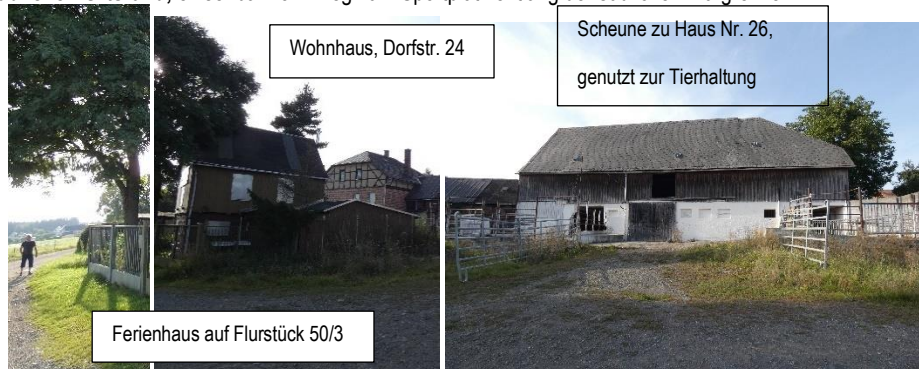 Wohnhaus, Dorfstr. 24
Scheune zu Haus Nr. 26,
genutzt zur Tierhaltung
Ferienhaus auf Flurstück 50/3